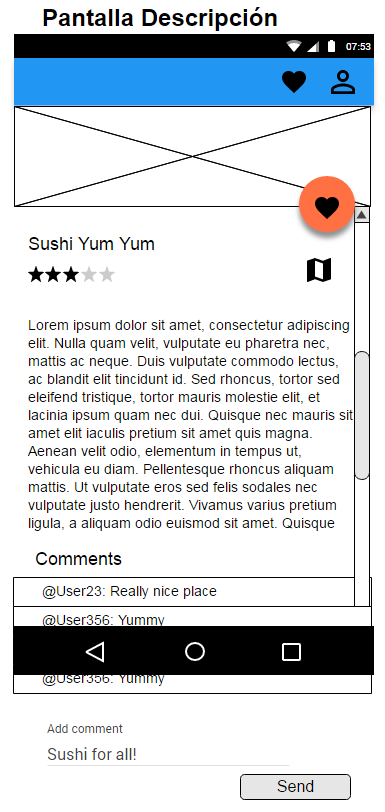 Pantalla Descripción
07:53
Sushi Yum Yum
Lorem ipsum dolor sit amet, consectetur adipiscing
elit. Nulla quam velit, vulputate eu pharetra nec,
mattis ac neque. Duis vulputate commodo lectus,
ac blandit elit tincidunt id. Sed rhoncus, tortor sed
eleifend tristique, tortor mauris molestie elit, et
lacinia ipsum quam nec dui. Quisque nec mauris sit
amet elit iaculis pretium sit amet quis magna.
Aenean velit odio, elementum in tempus ut,
vehicula eu diam. Pellentesque rhoncus aliquam
mattis. Ut vulputate eros sed felis sodales nec
vulputate justo hendrerit. Vivamus varius pretium
ligula, a aliquam odio euismod sit amet. Quisque
Comments
@User23: Really nice place
@User356: Yummy
@User356: Yummy
Add comment
Sushi for all!
Send